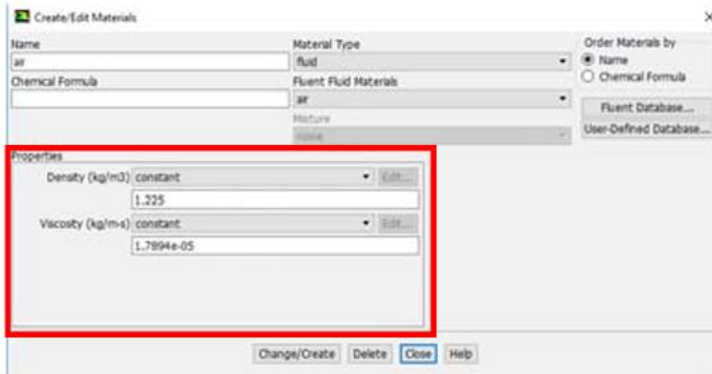 Create/Edit Materials
Name
air
Material Type
fluid
Order Materials by
Name
Chemical Formula
Chemical Formula
Fluent Fluid Materials
air
Mixture
none
Fluent Database...
User-Defined Database...
Properties
Density (kg/m3) constant Edit...
1.225
Viscosity (kg/m-s) constant Edit...
1.7894e-05
Change/Create Delete Close Help